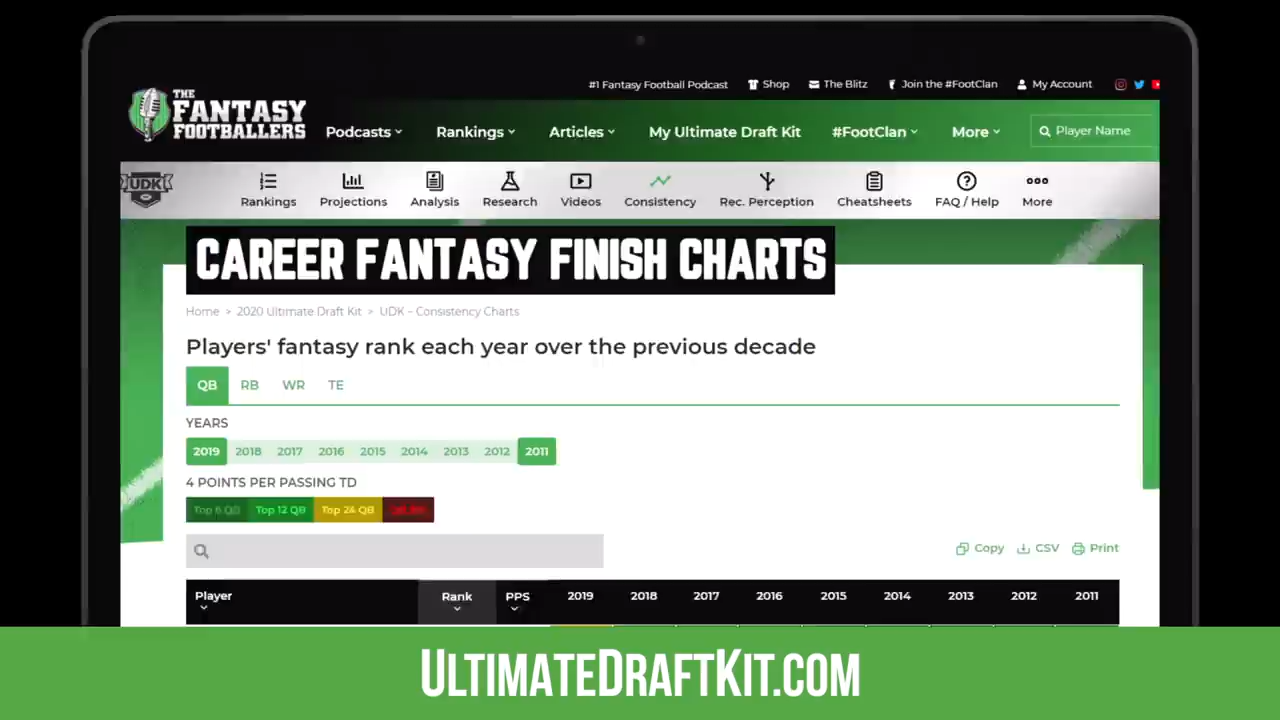 #1 Fantasy Football Podcast Shop The Blitz Join the #FootClan My Account
THE
FANTASY
FOOTBALLERS
Podcasts Rankings Articles My Ultimate Draft Kit #FootClan More Player Name
UDK
Rankings Projections Analysis Research Videos Consistency Rec. Perception Cheatsheets FAQ / Help More
CAREER FANTASY FINISH CHARTS
Home > 2020 Ultimate Draft Kit > UDK – Consistency Charts
Players' fantasy rank each year over the previous decade
QB RB WR TE
YEARS
2019 2018 2017 2016 2015 2014 2013 2012 2011
4 POINTS PER PASSING TD
Top 6 QB Top 12 QB Top 24 QB
Copy CSV Print
Player Rank PPS 2019 2018 2017 2016 2015 2014 2013 2012 2011
ULTIMATEDRAFTKIT.COM